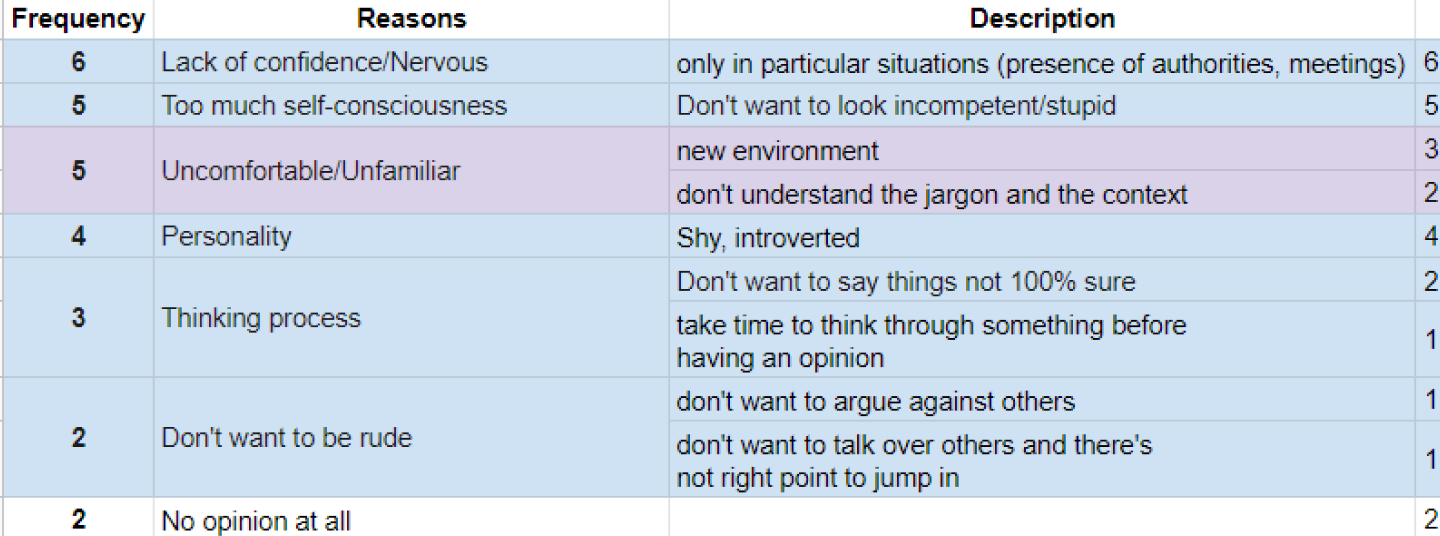 Frequency Reasons Description
6 Lack of confidence/Nervous only in particular situations (presence of authorities, meetings) 6
5 Too much self-consciousness Don't want to look incompetent/stupid 5
5 Uncomfortable/Unfamiliar
new environment 3
don't understand the jargon and the context 2
4 Personality Shy, introverted 4
3 Thinking process
Don't want to say things not 100% sure 2
take time to think through something before
having an opinion 1
2 Don't want to be rude
don't want to argue against others 1
don't want to talk over others and there's
not right point to jump in 1
2 No opinion at all 2